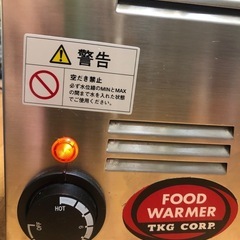 警告
空だき禁止
必ず水位線のMINとMAX
の間まで水を入れた状態
でご使用ください。
HOT
OFF
6
FOOD
WARMER
TKG CORP.